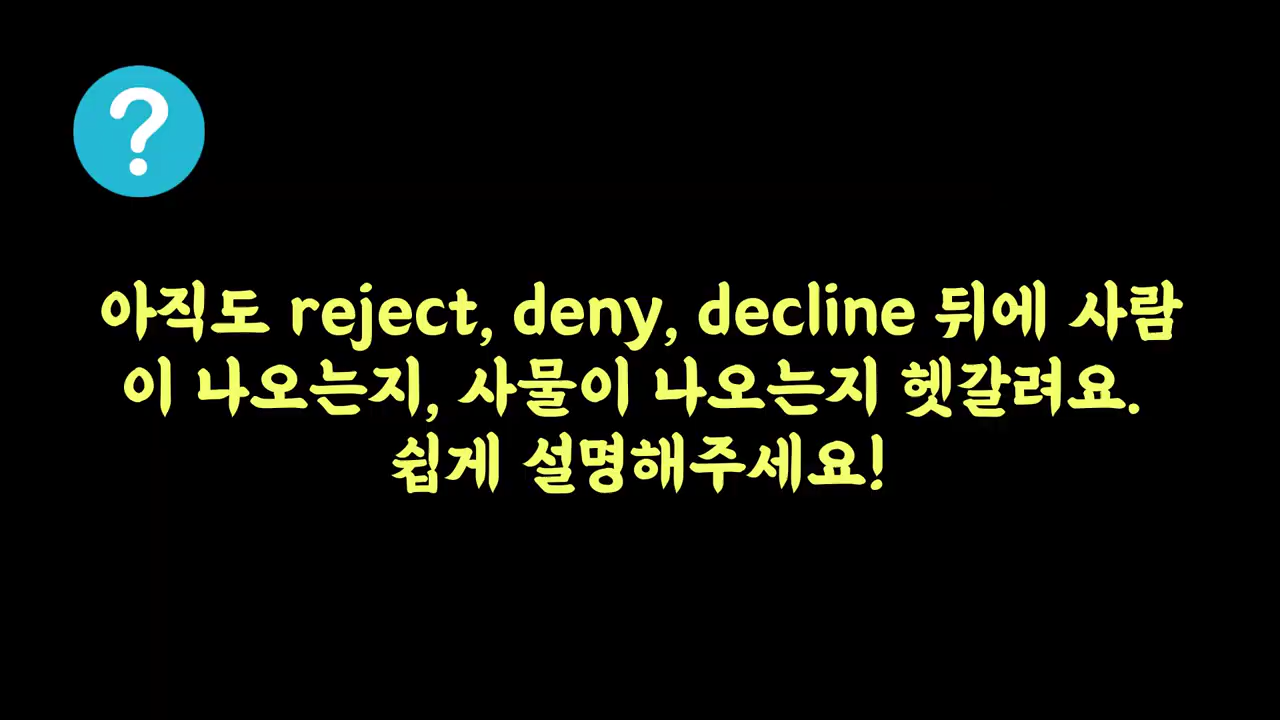 ?
아직도 reject, deny, decline 뒤에 사람
이 나오는지, 사물이 나오는지 헷갈려요.
쉽게 설명해주세요!